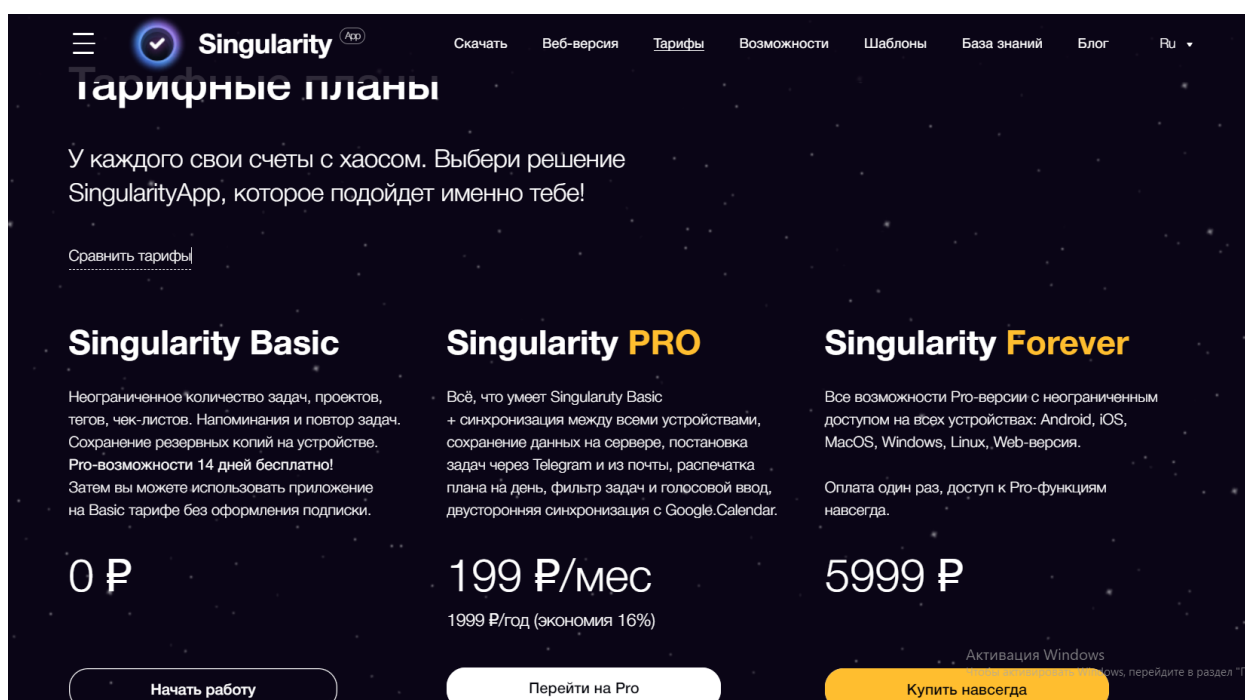 Singularity App
Скачать
Веб-версия
Тарифы
Возможности
Шаблоны
База знаний
Блог
Ru
Тарифные планы
У каждого свои счеты с хаосом. Выбери решение
SingularityApp, которое подойдет именно тебе!
Сравнить тарифы
Singularity Basic
Неограниченное количество задач, проектов,
тегов, чек-листов. Напоминания и повтор задач.
Сохранение резервных копий на устройстве.
Pro-возможности 14 дней бесплатно!
Затем вы можете использовать приложение
на Basic тарифе без оформления подписки.
0 ₽
Начать работу
Singularity PRO
Всё, что умеет Singularuty Basic
+ синхронизация между всеми устройствами,
сохранение данных на сервере, постановка
задач через Telegram и из почты, распечатка
плана на день, фильтр задач и голосовой ввод,
двусторонняя синхронизация с Google.Calendar.
199 ₽/мес
1999 ₽/год (экономия 16%)
Перейти на Pro
Singularity Forever
Все возможности Pro-версии с неограниченным
доступом на всех устройствах: Android, iOS,
MacOS, Windows, Linux, Web-версия.
Оплата один раз, доступ к Pro-функциям
навсегда.
5999 ₽
Купить навсегда
Активация Windows
Чтобы активировать Windows, перейдите в раздел "П